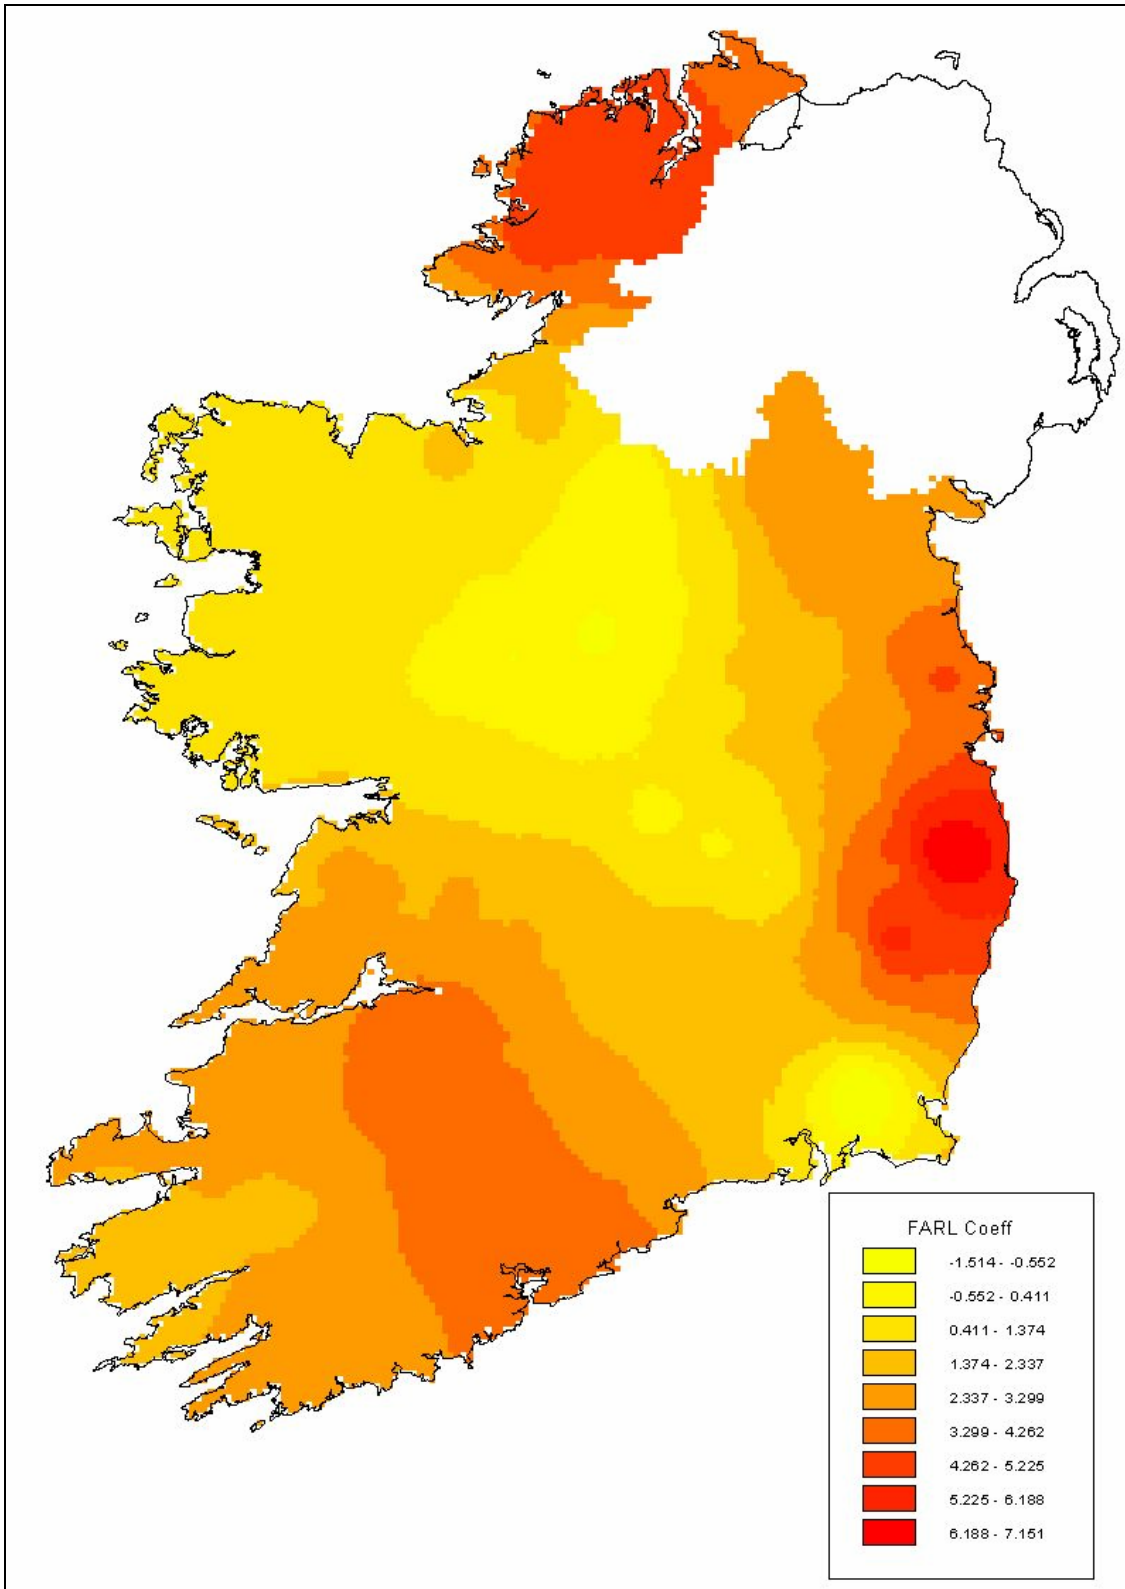 FARL Coeff
-1.514 - -0.552
-0.552 - 0.411
0.411 - 1.374
1.374 - 2.337
2.337 - 3.299
3.299 - 4.262
4.262 - 5.225
5.225 - 6.188
6.188 - 7.151